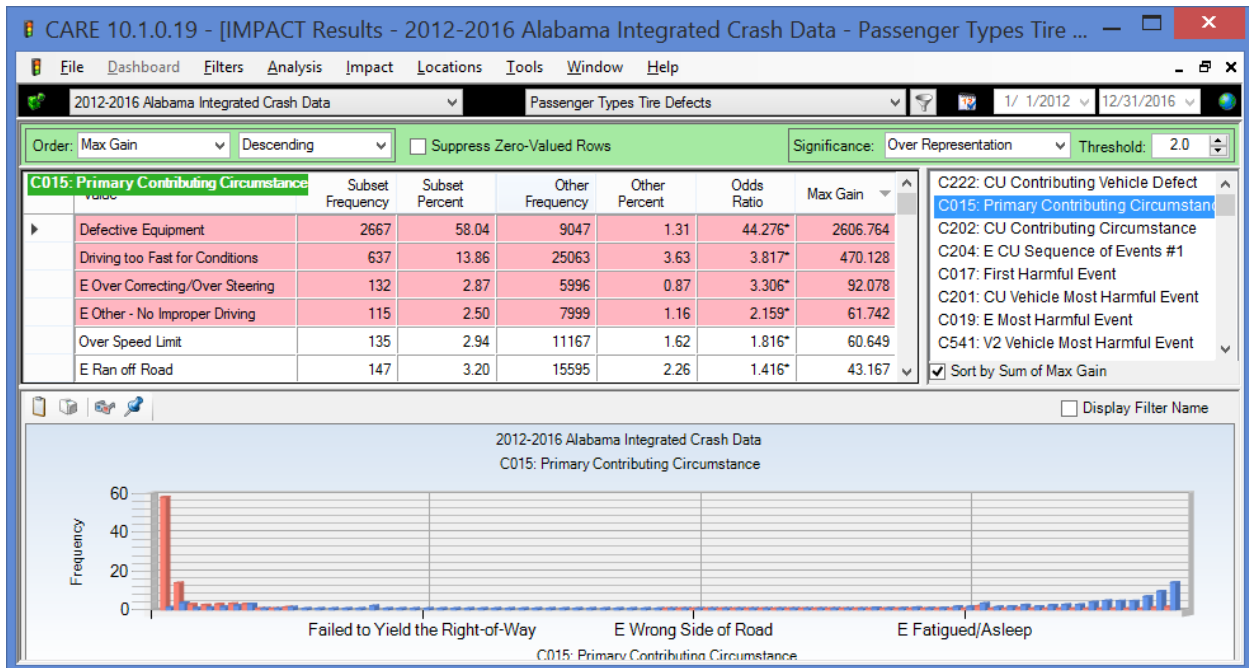 CARE 10.1.0.19 - [IMPACT Results - 2012-2016 Alabama Integrated Crash Data - Passenger Types Tire ...
File Dashboard Filters Analysis Impact Locations Tools Window Help
2012-2016 Alabama Integrated Crash Data Passenger Types Tire Defects 12 1/ 1/2012 12/31/2016
Order: Max Gain Descending Suppress Zero-Valued Rows Significance: Over Representation Threshold: 2.0
C015: Primary Contributing Circumstance Subset Frequency Subset Percent Other Frequency Other Percent Odds Ratio Max Gain
Defective Equipment 2667 58.04 9047 1.31 44.276* 2606.764
Driving too Fast for Conditions 637 13.86 25063 3.63 3.817* 470.128
E Over Correcting/Over Steering 132 2.87 5996 0.87 3.306* 92.078
E Other - No Improper Driving 115 2.50 7999 1.16 2.159* 61.742
Over Speed Limit 135 2.94 11167 1.62 1.816* 60.649
E Ran off Road 147 3.20 15595 2.26 1.416* 43.167
C222: CU Contributing Vehicle Defect
C015: Primary Contributing Circumstan
C202: CU Contributing Circumstance
C204: E CU Sequence of Events #1
C017: First Harmful Event
C201: CU Vehicle Most Harmful Event
C019: E Most Harmful Event
C541: V2 Vehicle Most Harmful Event
Sort by Sum of Max Gain
Display Filter Name
2012-2016 Alabama Integrated Crash Data
C015: Primary Contributing Circumstance
Frequency
60
40
20
0
Failed to Yield the Right-of-Way E Wrong Side of Road E Fatigued/Asleep
C015: Primary Contributing Circumstance